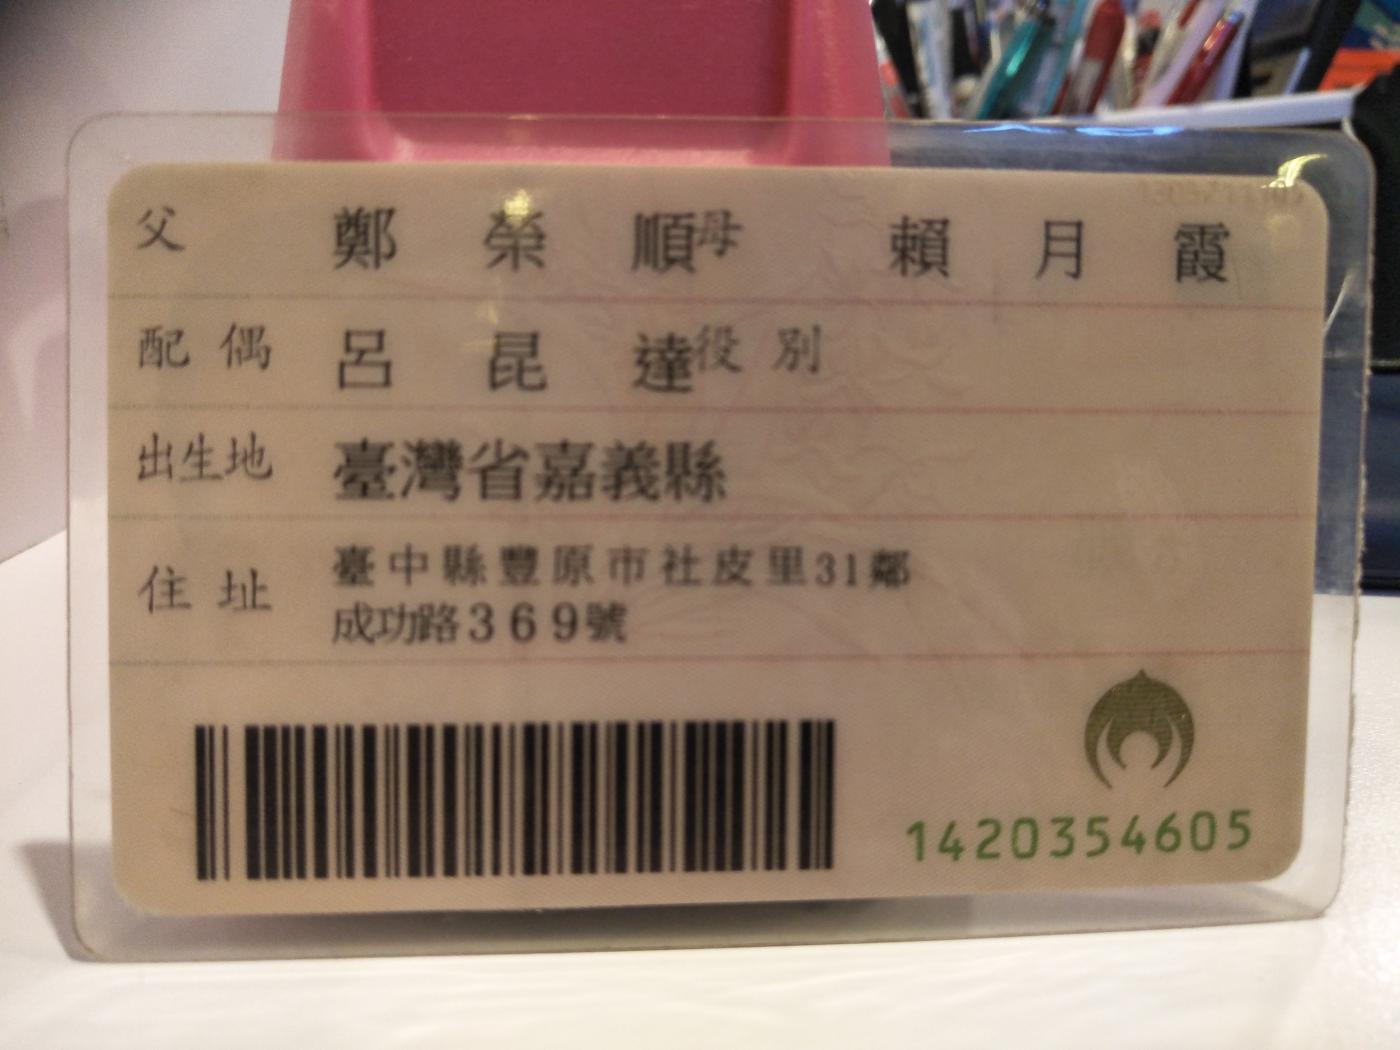 父 鄭榮順 母 賴月霞
配偶 呂昆達 役別
出生地 臺灣省嘉義縣
住址 臺中縣豐原市社皮里31鄰
成功路369號
1420354605